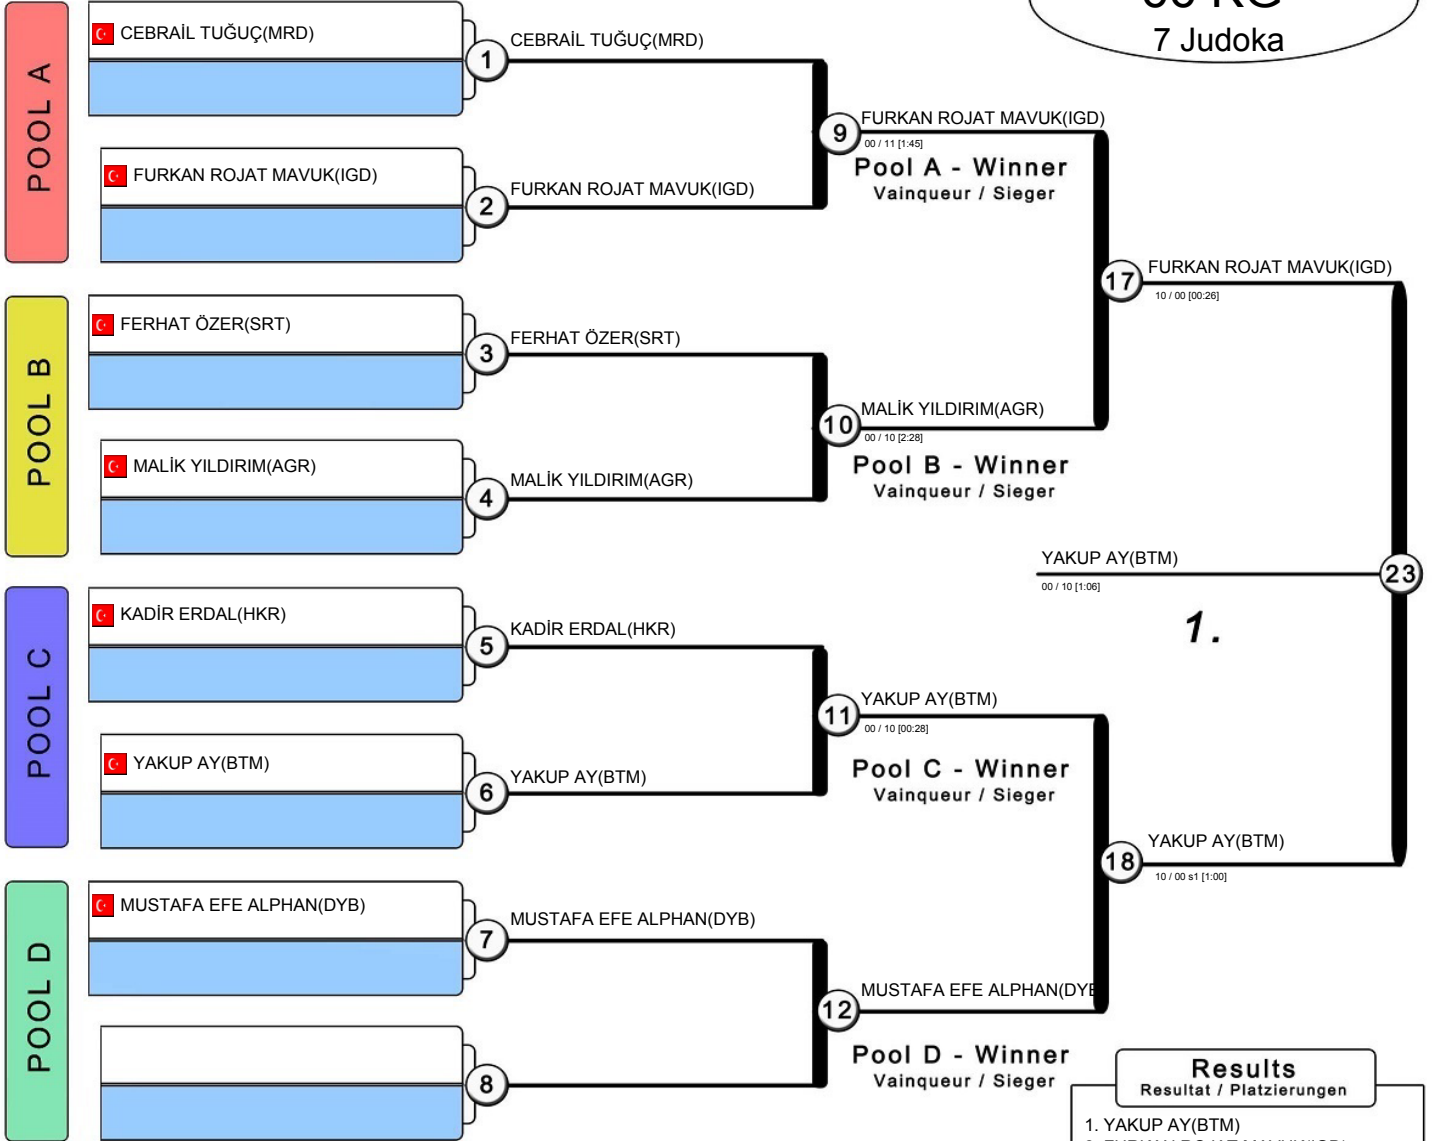 7 Judoka
POOL A
CEBRAİL TUĞUÇ(MRD)
1
CEBRAİL TUĞUÇ(MRD)
FURKAN ROJAT MAVUK(IGD)
2
FURKAN ROJAT MAVUK(IGD)
9
FURKAN ROJAT MAVUK(IGD)
00 / 11 [1:45]
Pool A - Winner
Vainqueur / Sieger
POOL B
FERHAT ÖZER(SRT)
3
FERHAT ÖZER(SRT)
MALİK YILDIRIM(AGR)
4
MALİK YILDIRIM(AGR)
10
MALİK YILDIRIM(AGR)
00 / 10 [2:28]
Pool B - Winner
Vainqueur / Sieger
17
FURKAN ROJAT MAVUK(IGD)
10 / 00 [00:26]
YAKUP AY(BTM)
00 / 10 [1:06]
23
1.
POOL C
KADİR ERDAL(HKR)
5
KADİR ERDAL(HKR)
YAKUP AY(BTM)
6
YAKUP AY(BTM)
11
YAKUP AY(BTM)
00 / 10 [00:28]
Pool C - Winner
Vainqueur / Sieger
18
YAKUP AY(BTM)
10 / 00 s1 [1:00]
POOL D
MUSTAFA EFE ALPHAN(DYB)
7
MUSTAFA EFE ALPHAN(DYB)
8
12
MUSTAFA EFE ALPHAN(DYB
Pool D - Winner
Vainqueur / Sieger
Results
Resultat / Platzierungen
1. YAKUP AY(BTM)